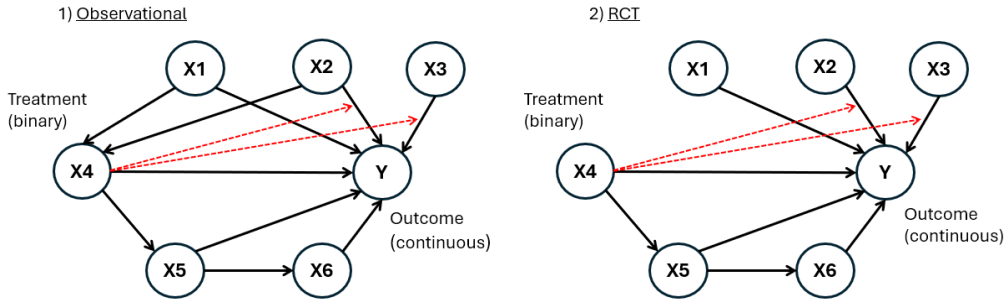 1) Observational
X1
X2
X3
Treatment
(binary)
X4
Y
Outcome
(continuous)
X5
X6
2) RCT
X1
X2
X3
Treatment
(binary)
X4
Y
Outcome
(continuous)
X5
X6